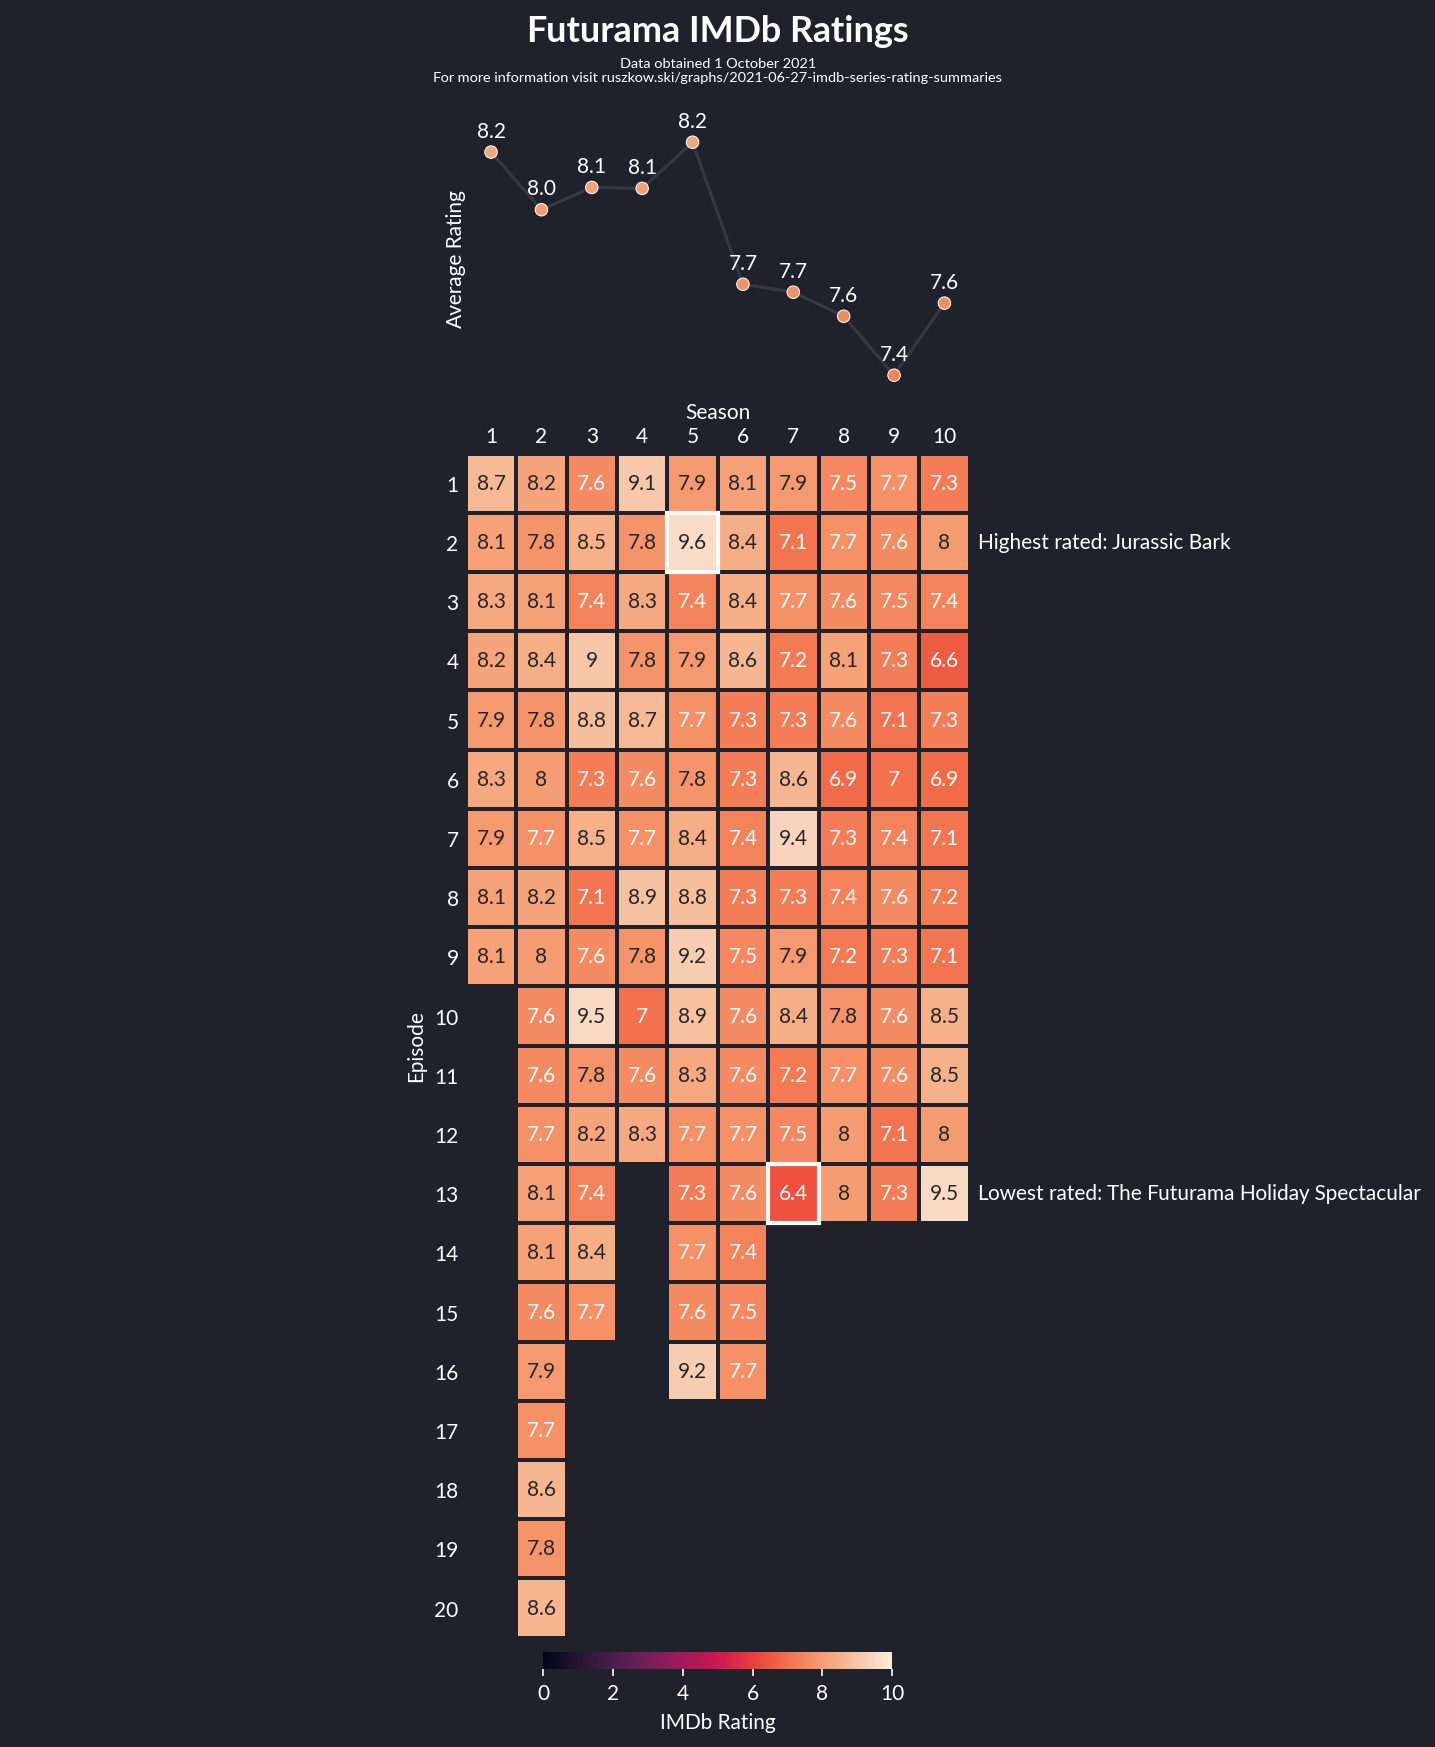 Futurama IMDb Ratings
Data obtained 1 October 2021
For more information visit ruszkow.ski/graphs/2021-06-27-imdb-series-rating-summaries
8.2 8.0 8.1 8.1 8.2 7.7 7.7 7.6 7.4 7.6
Average Rating
Season
1 2 3 4 5 6 7 8 9 10
1 8.7 8.2 7.6 9.1 7.9 8.1 7.9 7.5 7.7 7.3
2 8.1 7.8 8.5 7.8 9.6 8.4 7.1 7.7 7.6 8 Highest rated: Jurassic Bark
3 8.3 8.1 7.4 8.3 7.4 8.4 7.7 7.6 7.5 7.4
4 8.2 8.4 9 7.8 7.9 8.6 7.2 8.1 7.3 6.6
5 7.9 7.8 8.8 8.7 7.7 7.3 7.3 7.6 7.1 7.3
6 8.3 8 7.3 7.6 7.8 7.3 8.6 6.9 7 6.9
7 7.9 7.7 8.5 7.7 8.4 7.4 9.4 7.3 7.4 7.1
8 8.1 8.2 7.1 8.9 8.8 7.3 7.3 7.4 7.6 7.2
9 8.1 8 7.6 7.8 9.2 7.5 7.9 7.2 7.3 7.1
Episode
10 7.6 9.5 7 8.9 7.6 8.4 7.8 7.6 8.5
11 7.6 7.8 7.6 8.3 7.6 7.2 7.7 7.6 8.5
12 7.7 8.2 8.3 7.7 7.7 7.5 8 7.1 8
13 8.1 7.4 7.3 7.6 6.4 8 7.3 9.5 Lowest rated: The Futurama Holiday Spectacular
14 8.1 8.4 7.7 7.4
15 7.6 7.7 7.6 7.5
16 7.9 9.2 7.7
17 7.7
18 8.6
19 7.8
20 8.6
0 2 4 6 8 10
IMDb Rating